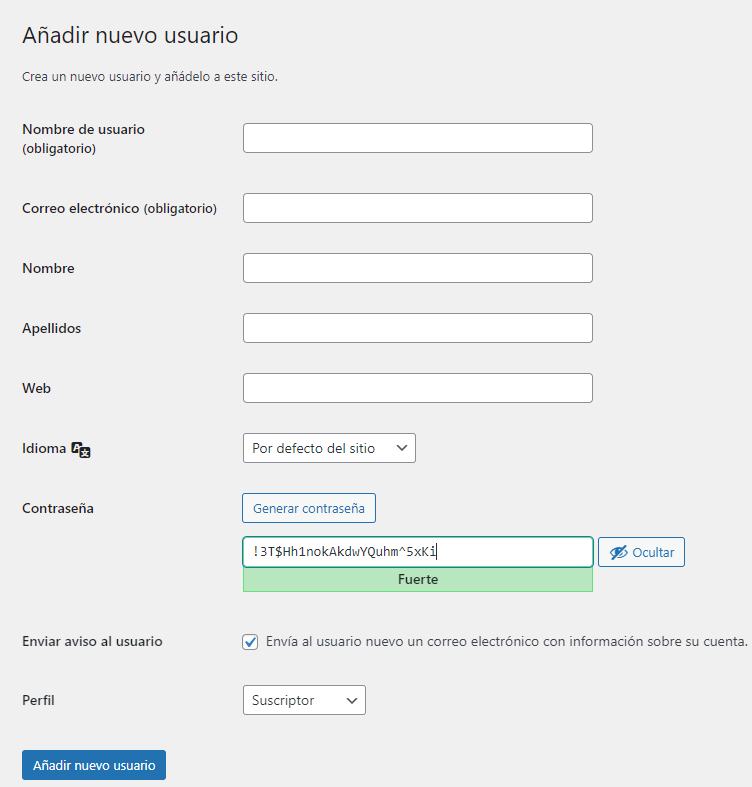 Añadir nuevo usuario
Crea un nuevo usuario y añádelo a este sitio.
Nombre de usuario
(obligatorio)
Correo electrónico (obligatorio)
Nombre
Apellidos
Web
Idioma
Por defecto del sitio
Contraseña
Generar contraseña
!3T$Hh1nokAkdwYQuhm^5xKi
Ocultar
Fuerte
Enviar aviso al usuario
Envía al usuario nuevo un correo electrónico con información sobre su cuenta.
Perfil
Suscriptor
Añadir nuevo usuario